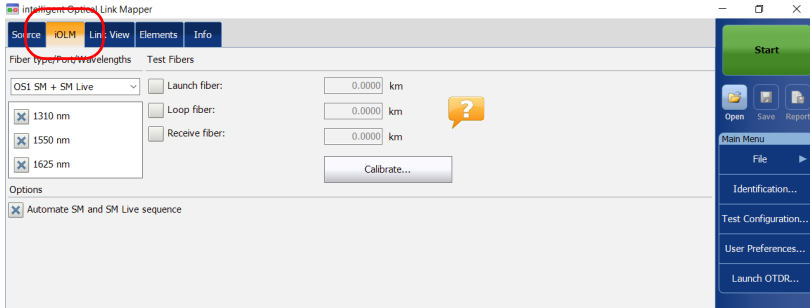 intelligent Optical Link Mapper
Source iOLM Link View Elements Info
Fiber type/Port/Wavelengths Test Fibers
OS1 SM + SM Live
Launch fiber: 0.0000 km
1310 nm
Loop fiber: 0.0000 km
1550 nm
Receive fiber: 0.0000 km
1625 nm
Calibrate...
Options
Automate SM and SM Live sequence
Start
Open Save Report
Main Menu
File
Identification...
Test Configuration...
User Preferences...
Launch OTDR...